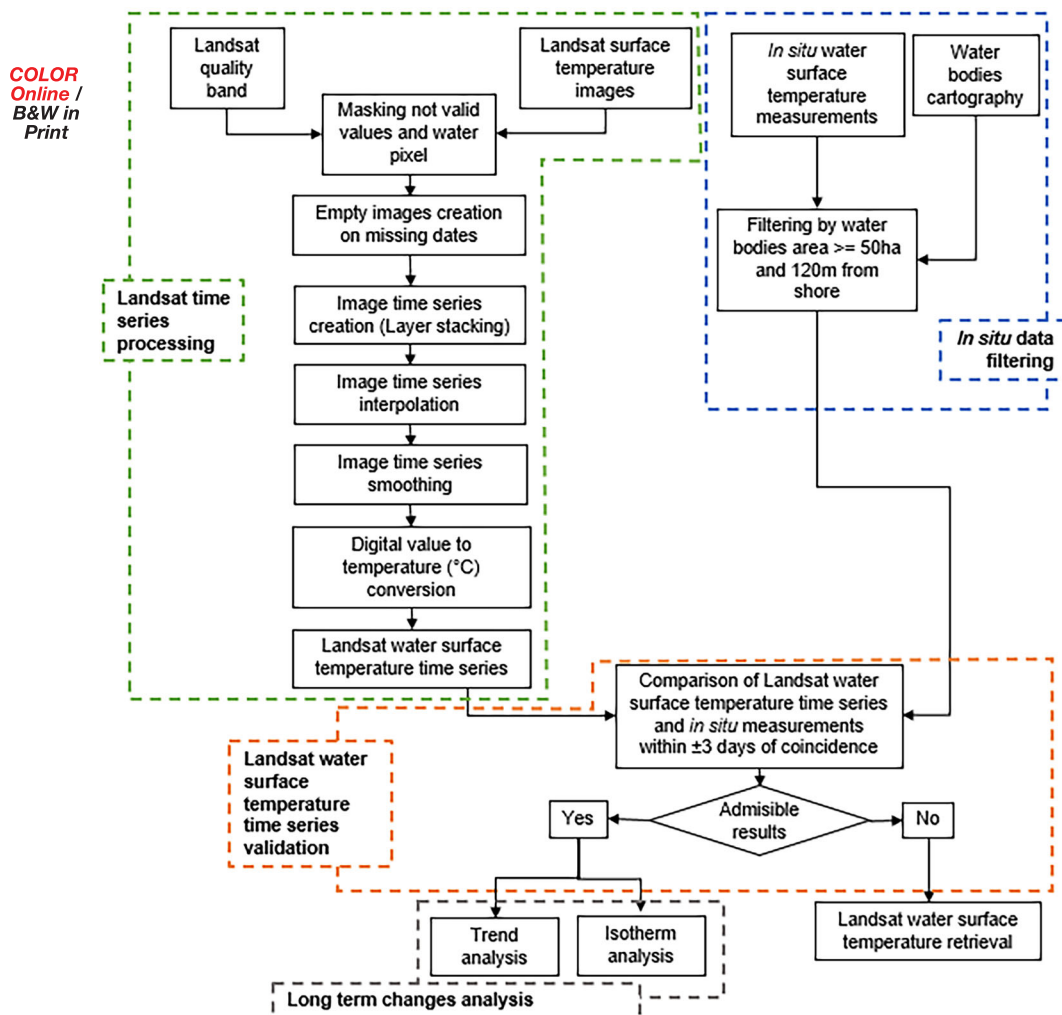 COLOR
Online /
B&W in
Print
Landsat
quality
band
Landsat surface
temperature
images
Masking not valid
values and water
pixel
Empty images creation
on missing dates
Image time series
creation (Layer stacking)
Image time series
interpolation
Image time series
smoothing
Digital value to
temperature (°C)
conversion
Landsat water surface
temperature time series
Landsat time
series
processing
In situ water
surface
temperature
measurements
Water
bodies
cartography
Filtering by water
bodies area >= 50ha
and 120m from
shore
In situ data
filtering
Comparison of Landsat water
surface temperature time series
and in situ measurements
within ±3 days of coincidence
Landsat water
surface
temperature
time series
validation
Admisible
results
Yes
No
Trend
analysis
Isotherm
analysis
Landsat water surface
temperature retrieval
Long term changes analysis